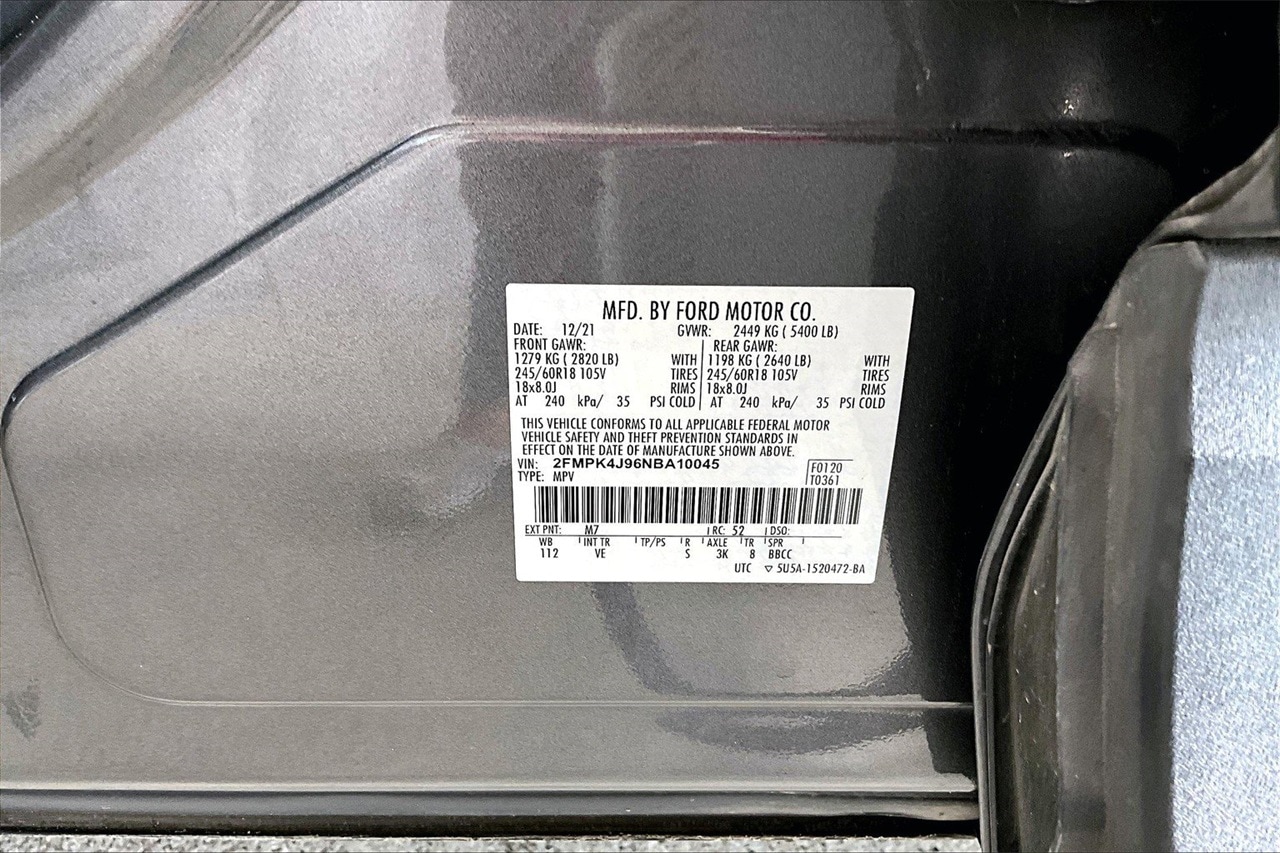 MFD. BY FORD MOTOR CO.
DATE: 12/21 GVWR: 2449 KG ( 5400 LB)
FRONT GAWR: REAR GAWR:
1279 KG ( 2820 LB) WITH 1198 KG ( 2640 LB) WITH
245/60R18 105V TIRES 245/60R18 105V TIRES
18x8.0J RIMS 18x8.0J RIMS
AT 240 kPa/ 35 PSI COLD AT 240 kPa/ 35 PSI COLD
THIS VEHICLE CONFORMS TO ALL APPLICABLE FEDERAL MOTOR
VEHICLE SAFETY AND THEFT PREVENTION STANDARDS IN
EFFECT ON THE DATE OF MANUFACTURE SHOWN ABOVE.
VIN: 2FMPK4J96NBA10045 F0120
TYPE: MPV T0361
EXT PNT: M7 RC: 52 DSO:
WB INT TR TP/PS R AXLE TR SPR
112 VE S 3K 8 BBCC
UTC ▽ 5U5A-1520472-BA